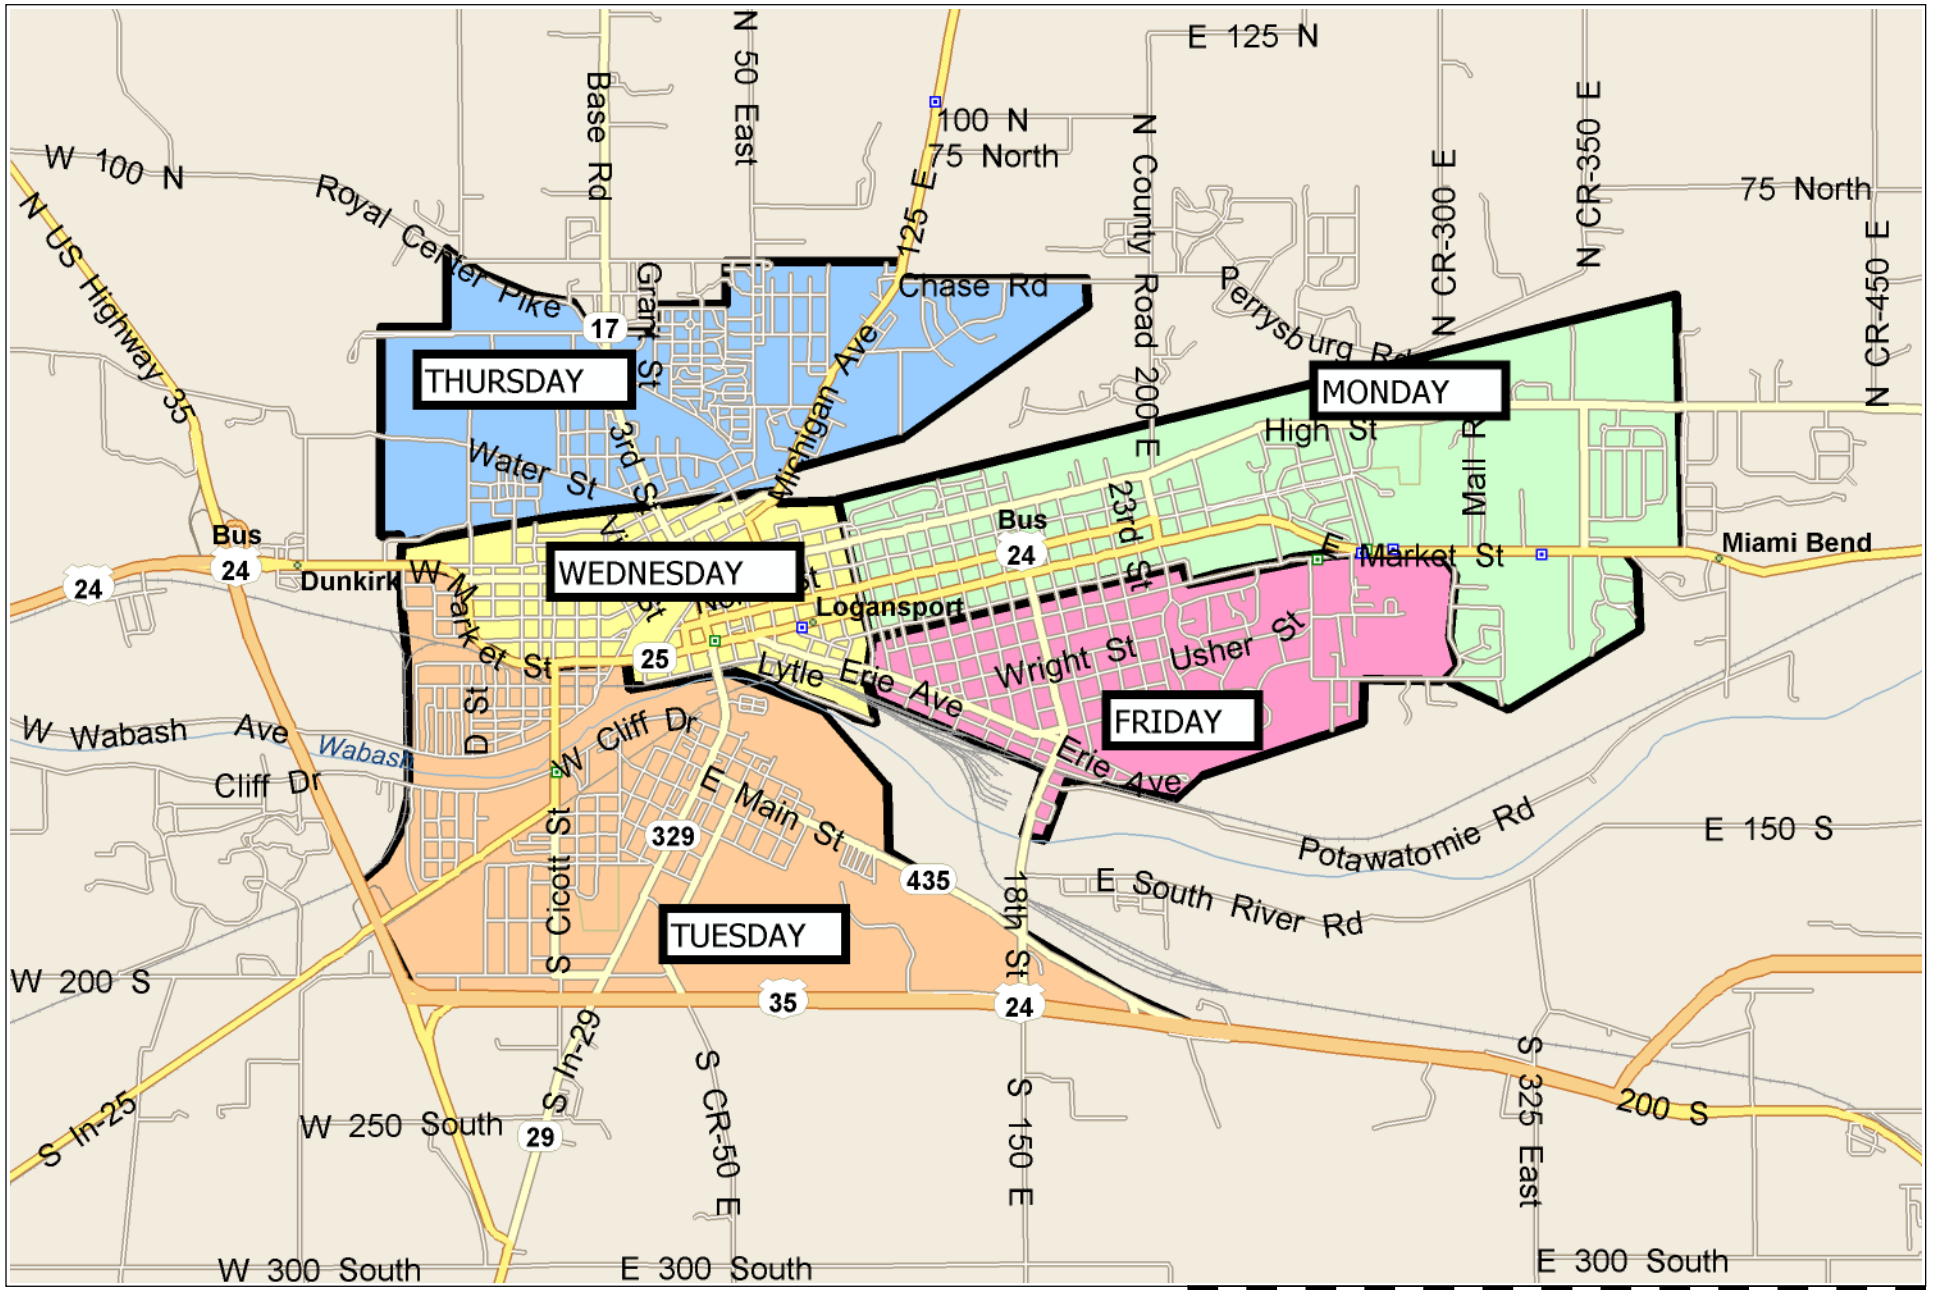 N 50 East
E 125 N
Base Rd
100 N
75 North
N County Road 200 E
N CR-300 E
N CR-350 E
75 North
N CR-450 E
W 100 N
Royal Center Pike
N US Highway 35
125 E
Grant St
Chase Rd
Perrysburg Rd
17
THURSDAY
MONDAY
Michigan Ave
3rd St
Water St
High St
Mall R
23rd St
Bus
24
Bus
24
24
Dunkirk
W Market St
WEDNESDAY
St
Logansport
E Market St
Miami Bend
25
Lytle
Erie Ave
Wright St
Usher St
FRIDAY
D St
W Wabash Ave
Wabash
Cliff Dr
W Cliff Dr
Erie Ave
E Main St
329
435
S Cicott St
TUESDAY
18th St
Potawatomie Rd
E 150 S
E South River Rd
W 200 S
35
24
S In-29
S In-25
W 250 South
29
S CR-50 E
S 150 E
S 325 East
200 S
W 300 South
E 300 South
E 300 South